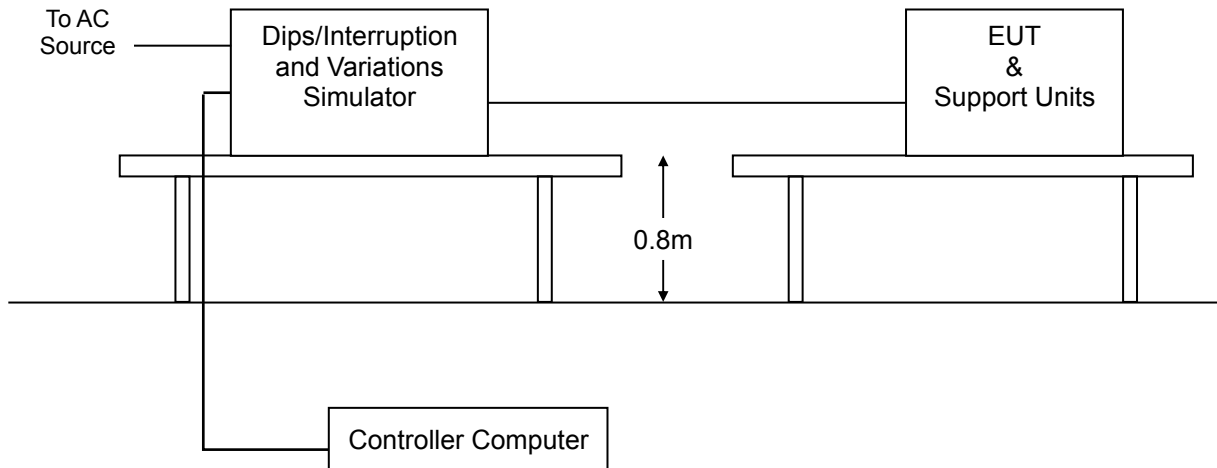 To AC
Source
Dips/Interruption
and Variations
Simulator
EUT
&
Support Units
0.8m
Controller Computer